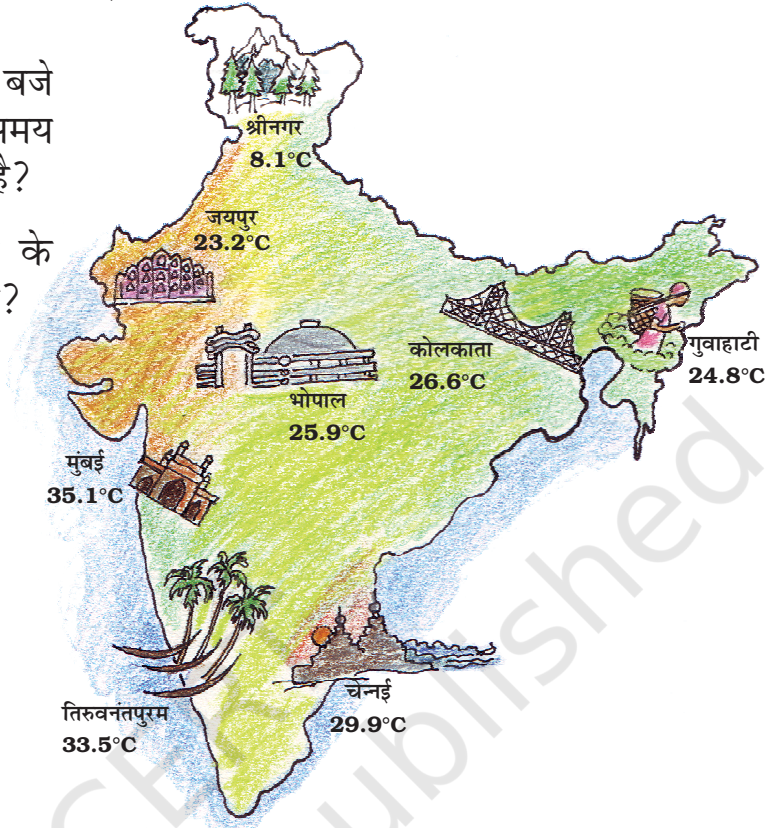 बजे
है?
के
?
श्रीनगर
8.1°C
जयपुर
23.2°C
कोलकाता
26.6°C
गुवाहाटी
24.8°C
भोपाल
25.9°C
मुंबई
35.1°C
तिरुवनंतपुरम
33.5°C
चेन्नई
29.9°C